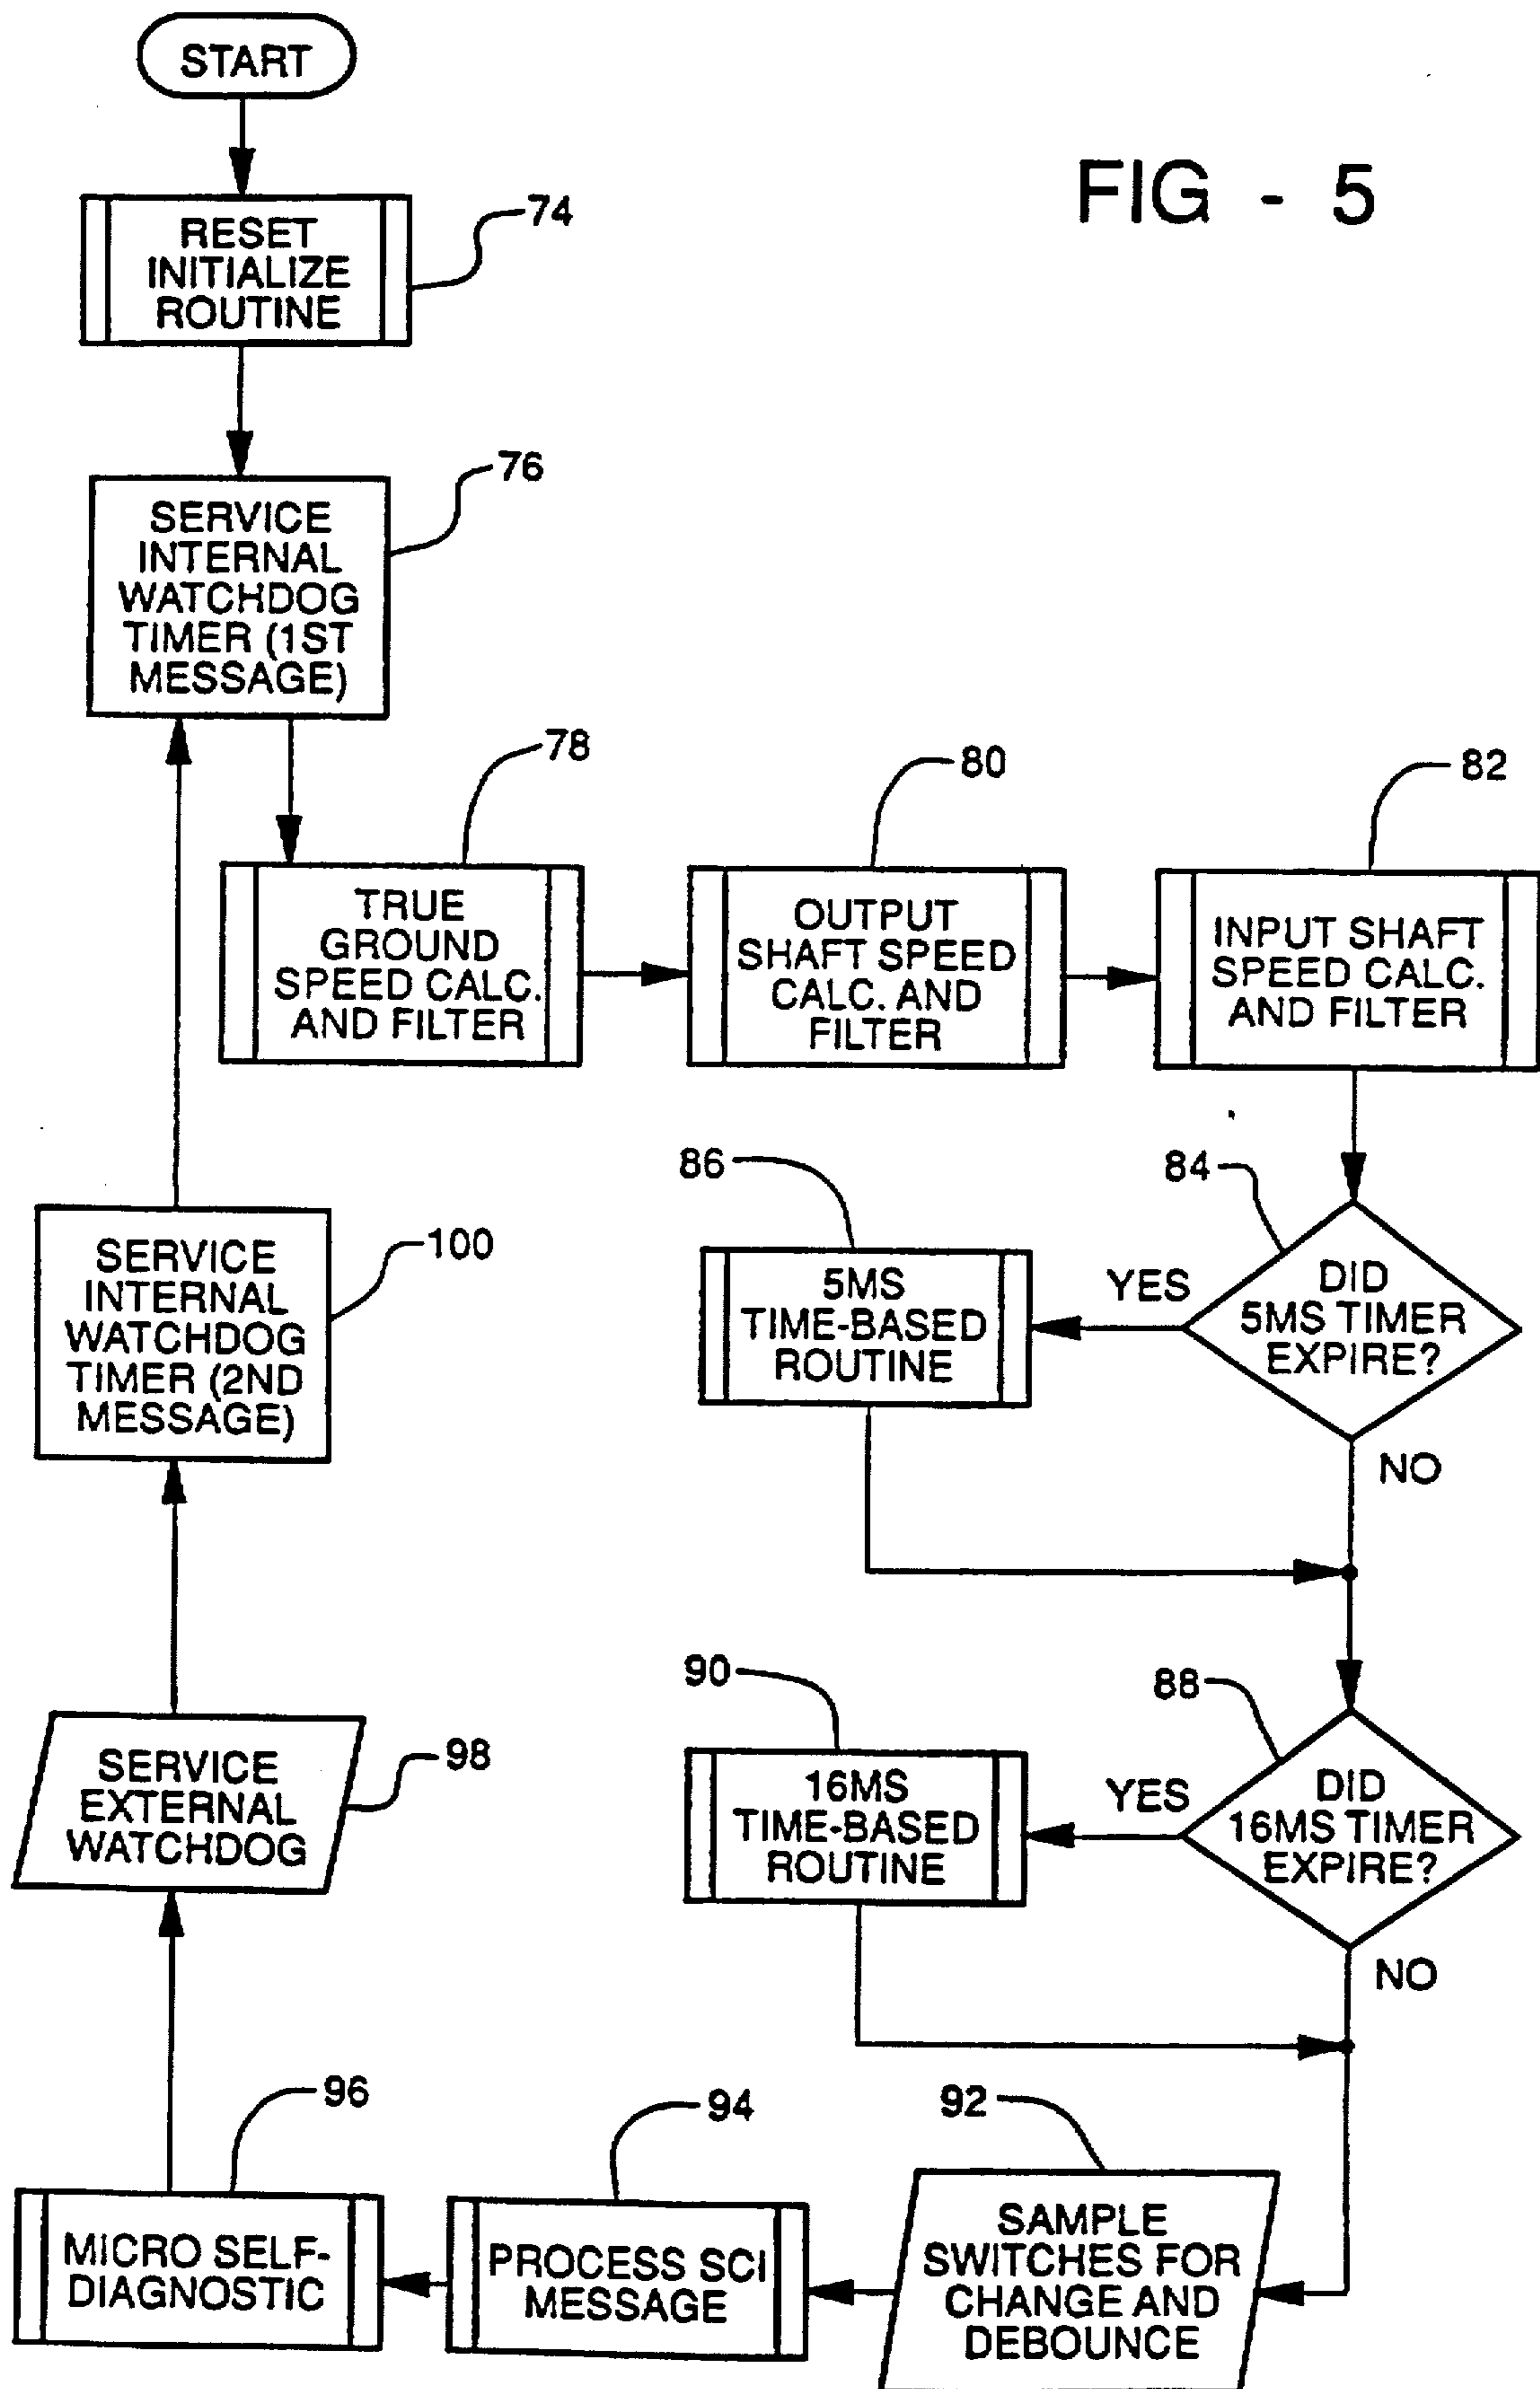 START
FIG - 5
RESET
INITIALIZE
ROUTINE
74
SERVICE
INTERNAL
WATCHDOG
TIMER (1ST
MESSAGE)
76
78
TRUE
GROUND
SPEED CALC.
AND FILTER
80
OUTPUT
SHAFT SPEED
CALC. AND
FILTER
82
INPUT SHAFT
SPEED CALC.
AND FILTER
84
DID
5MS TIMER
EXPIRE?
YES
NO
86
5MS
TIME-BASED
ROUTINE
88
DID
16MS TIMER
EXPIRE?
YES
NO
90
16MS
TIME-BASED
ROUTINE
92
SAMPLE
SWITCHES FOR
CHANGE AND
DEBOUNCE
94
PROCESS SCI
MESSAGE
96
MICRO SELF-
DIAGNOSTIC
98
SERVICE
EXTERNAL
WATCHDOG
100
SERVICE
INTERNAL
WATCHDOG
TIMER (2ND
MESSAGE)